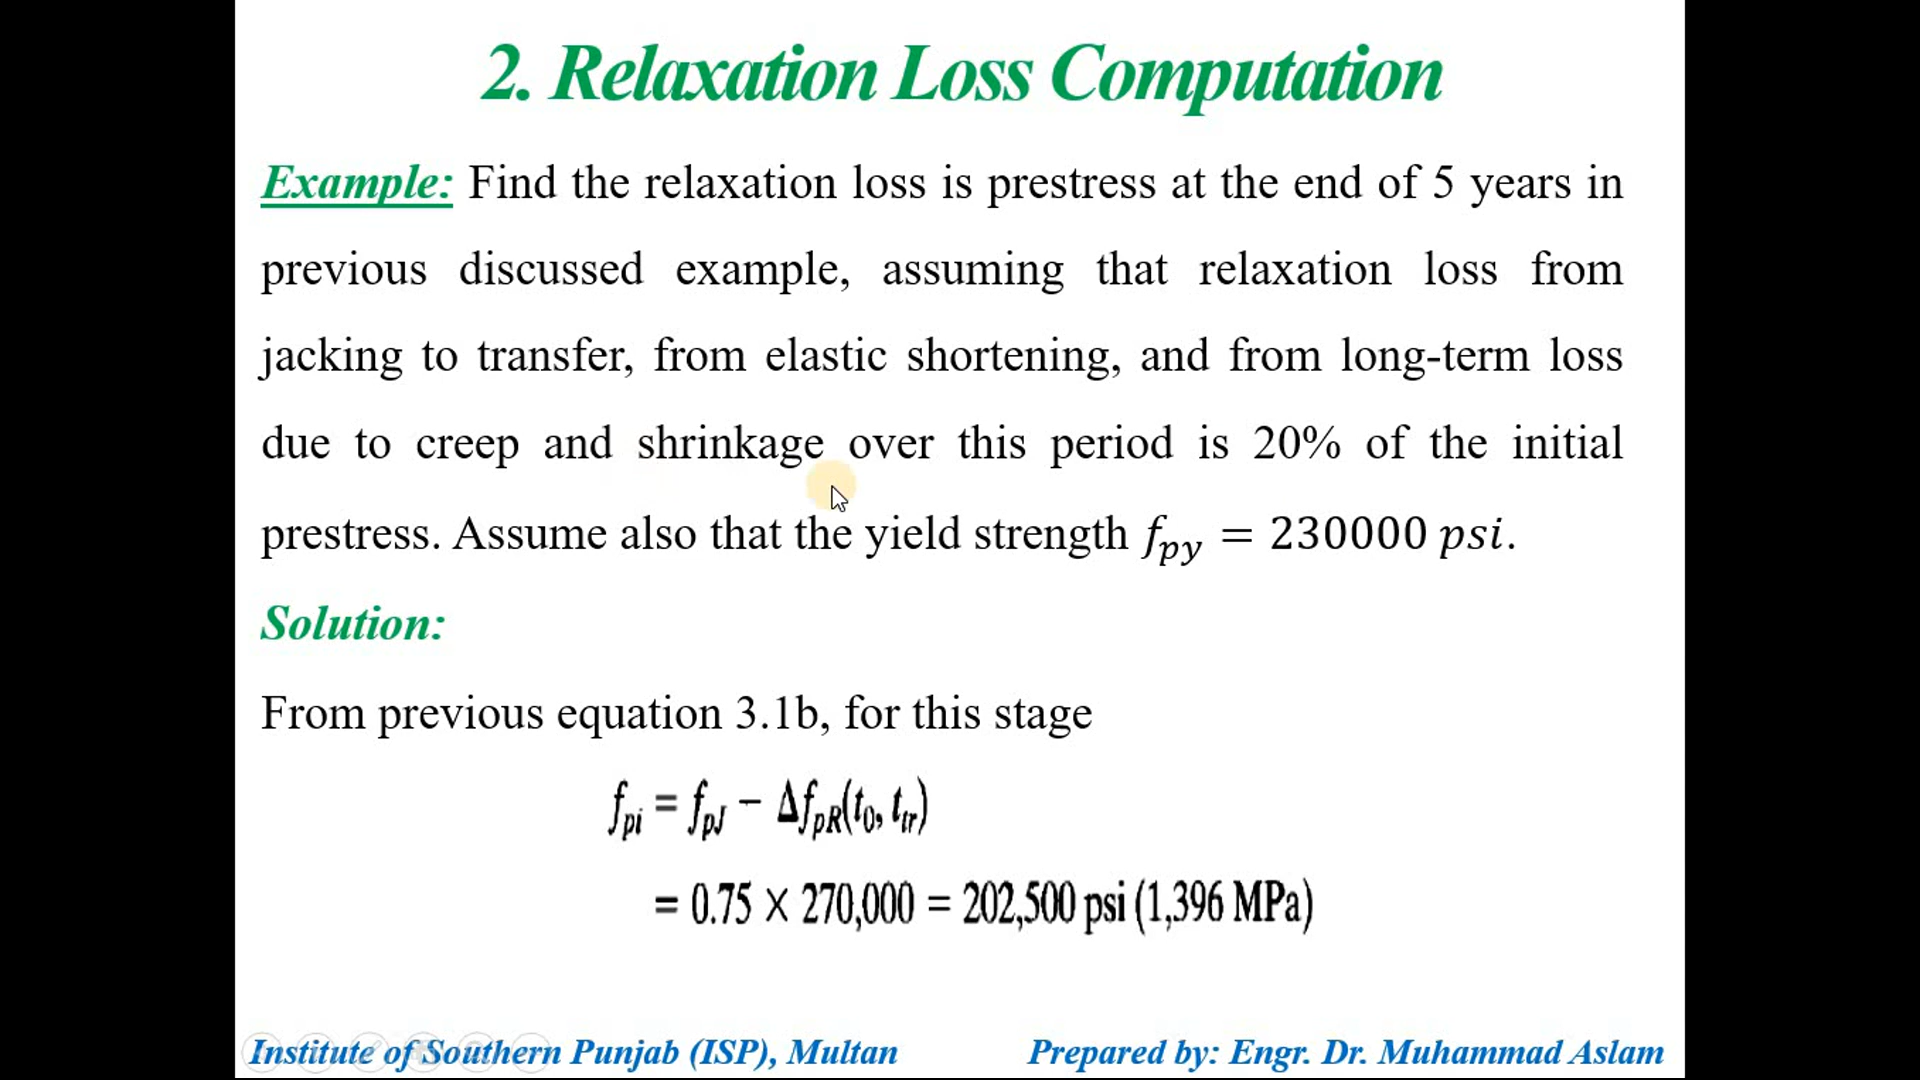 2. Relaxation Loss Computation
Example: Find the relaxation loss is prestress at the end of 5 years in
previous discussed example, assuming that relaxation loss from
jacking to transfer, from elastic shortening, and from long-term loss
due to creep and shrinkage over this period is 20% of the initial
prestress. Assume also that the yield strength f_py = 230000 psi.
Solution:
From previous equation 3.1b, for this stage
f_pi = f_pJ − Δf_pR(t_0, t_tr)
= 0.75 × 270,000 = 202,500 psi (1,396 MPa)
Institute of Southern Punjab (ISP), Multan Prepared by: Engr. Dr. Muhammad Aslam